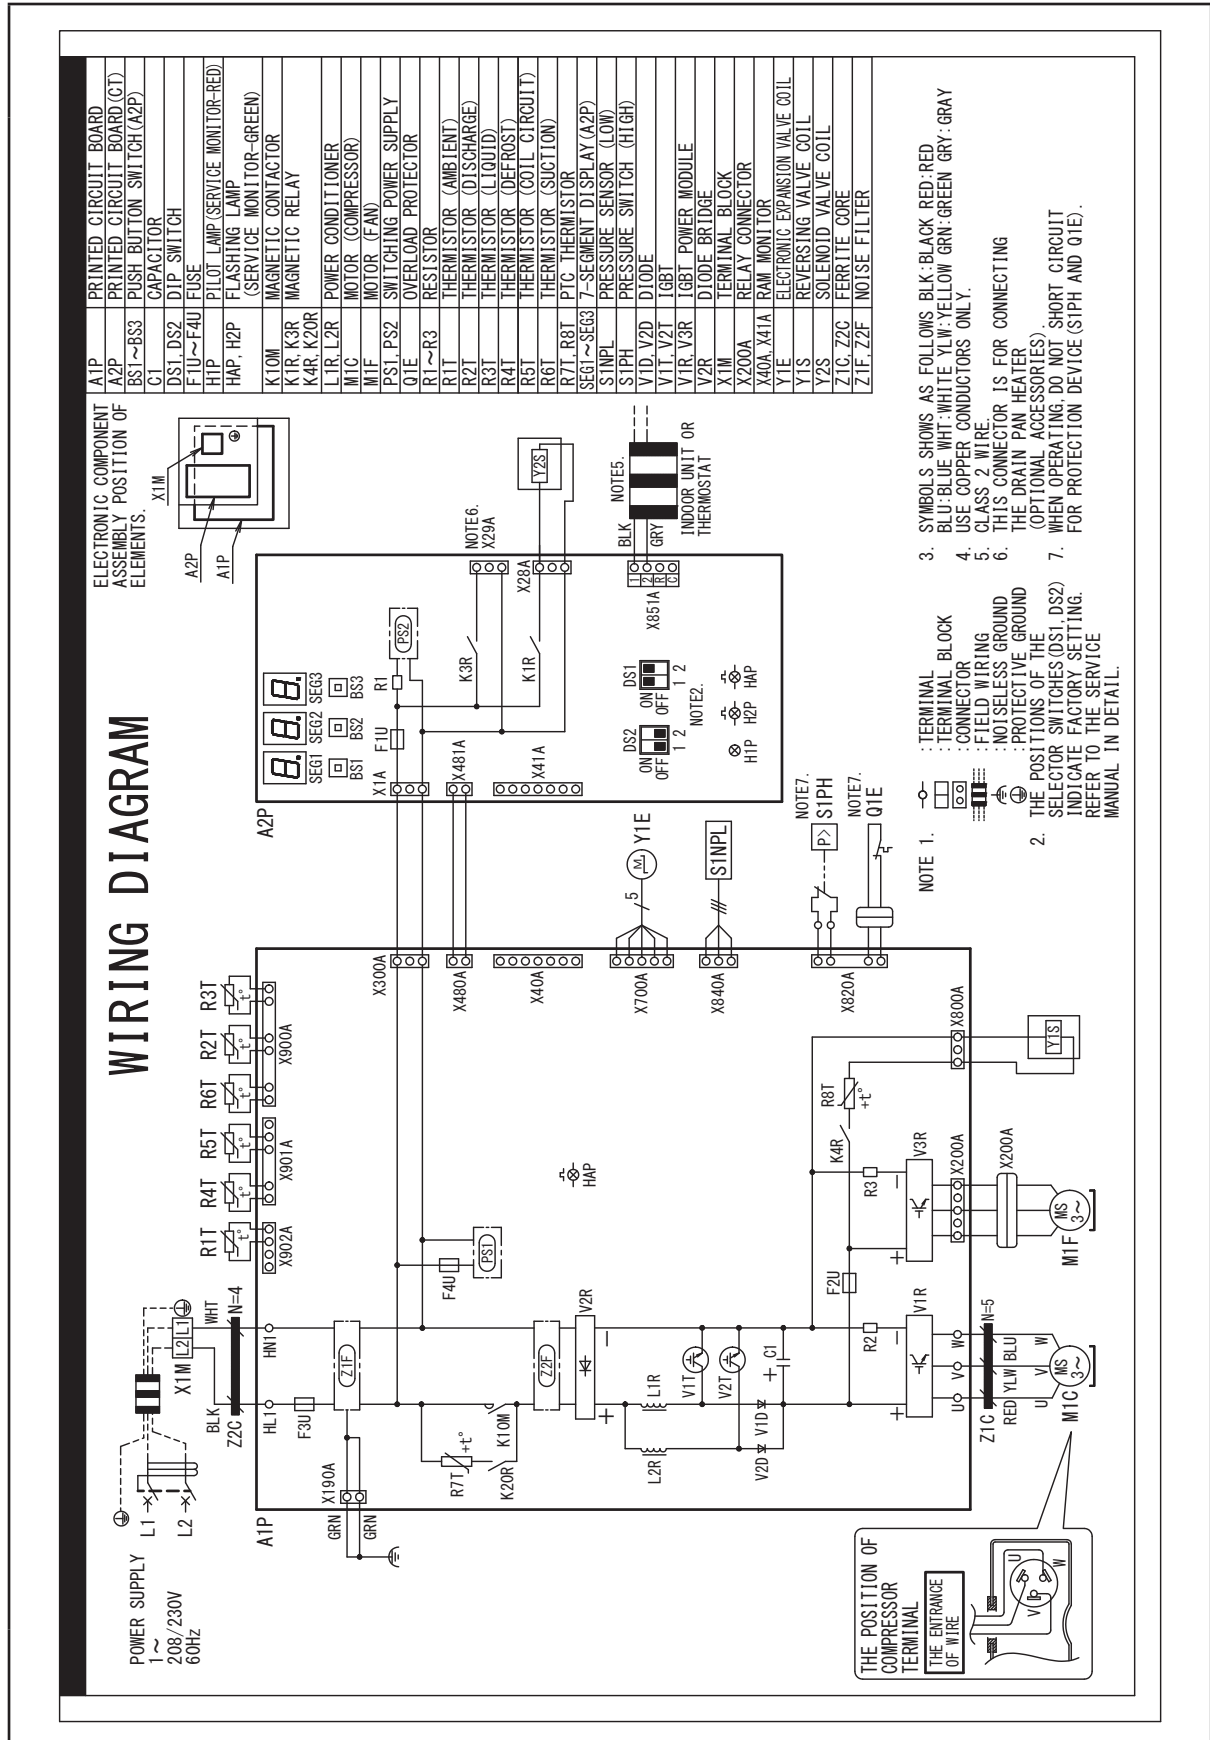 WIRING DIAGRAM
POWER SUPPLY
1~
208/230V
60Hz
L1
L2
X1M
L2 L1
BLK
WHT
Z2C
N=4
HL1
HN1
A1P
F3U
Z1F
X190A
GRN
GRN
R7T
+t°
K20R
K10M
Z2F
V2R
+
−
L2R
L1R
V1T
V2T
V2D
V1D
+
C1
R2
V1R
+
−
U
V
W
Z1C
N=5
RED
YLW
BLU
U
V
W
MS
3~
M1C
F4U
PS1
HAP
F2U
K4R
R8T
+t°
R3
V3R
+
−
X200A
X200A
MS
3~
M1F
X800A
Y1S
R1T
t°
X902A
R4T
t°
R5T
t°
X901A
R6T
t°
R2T
t°
R3T
t°
X900A
X300A
X480A
X40A
X700A
5
M
Y1E
X840A
S1NPL
X820A
NOTE7.
P>
S1PH
NOTE7.
Q1E
A2P
SEG1
SEG2
SEG3
BS1
BS2
BS3
X1A
F1U
R1
PS2
X481A
X41A
K3R
K1R
NOTE6.
X29A
X28A
Y2S
DS2
ON
OFF
1 2
DS1
ON
OFF
1 2
NOTE2.
H1P
H2P
HAP
X851A
1
2
R
C
BLK
GRY
NOTE5.
INDOOR UNIT OR
THERMOSTAT
ELECTRONIC COMPONENT
ASSEMBLY POSITION OF
ELEMENTS.
X1M
A2P
A1P
A1P PRINTED CIRCUIT BOARD
A2P PRINTED CIRCUIT BOARD(CT)
BS1~BS3 PUSH BUTTON SWITCH(A2P)
C1 CAPACITOR
DS1,DS2 DIP SWITCH
F1U~F4U FUSE
H1P PILOT LAMP(SERVICE MONITOR-RED)
HAP,H2P FLASHING LAMP
(SERVICE MONITOR-GREEN)
K10M MAGNETIC CONTACTOR
K1R,K3R MAGNETIC RELAY
K4R,K20R
L1R,L2R POWER CONDITIONER
M1C MOTOR (COMPRESSOR)
M1F MOTOR (FAN)
PS1,PS2 SWITCHING POWER SUPPLY
Q1E OVERLOAD PROTECTOR
R1~R3 RESISTOR
R1T THERMISTOR (AMBIENT)
R2T THERMISTOR (DISCHARGE)
R3T THERMISTOR (LIQUID)
R4T THERMISTOR (DEFROST)
R5T THERMISTOR (COIL CIRCUIT)
R6T THERMISTOR (SUCTION)
R7T,R8T PTC THERMISTOR
SEG1~SEG3 7-SEGMENT DISPLAY(A2P)
S1NPL PRESSURE SENSOR (LOW)
S1PH PRESSURE SWITCH (HIGH)
V1D,V2D DIODE
V1T,V2T IGBT
V1R,V3R IGBT POWER MODULE
V2R DIODE BRIDGE
X1M TERMINAL BLOCK
X200A RELAY CONNECTOR
X40A,X41A RAM MONITOR
Y1E ELECTRONIC EXPANSION VALVE COIL
Y1S REVERSING VALVE COIL
Y2S SOLENOID VALVE COIL
Z1C,Z2C FERRITE CORE
Z1F,Z2F NOISE FILTER
THE POSITION OF
COMPRESSOR
TERMINAL
THE ENTRANCE
OF WIRE
U
V
W
NOTE 1.
:TERMINAL
:TERMINAL BLOCK
:CONNECTOR
:FIELD WIRING
:NOISELESS GROUND
:PROTECTIVE GROUND
2. THE POSITIONS OF THE
SELECTOR SWITCHES(DS1,DS2)
INDICATE FACTORY SETTING.
REFER TO THE SERVICE
MANUAL IN DETAIL.
3. SYMBOLS SHOWS AS FOLLOWS BLK:BLACK RED:RED
BLU:BLUE WHT:WHITE YLW:YELLOW GRN:GREEN GRY:GRAY
4. USE COPPER CONDUCTORS ONLY.
5. CLASS 2 WIRE.
6. THIS CONNECTOR IS FOR CONNECTING
THE DRAIN PAN HEATER
(OPTIONAL ACCESSORIES).
7. WHEN OPERATING,DO NOT SHORT CIRCUIT
FOR PROTECTION DEVICE(S1PH AND Q1E).